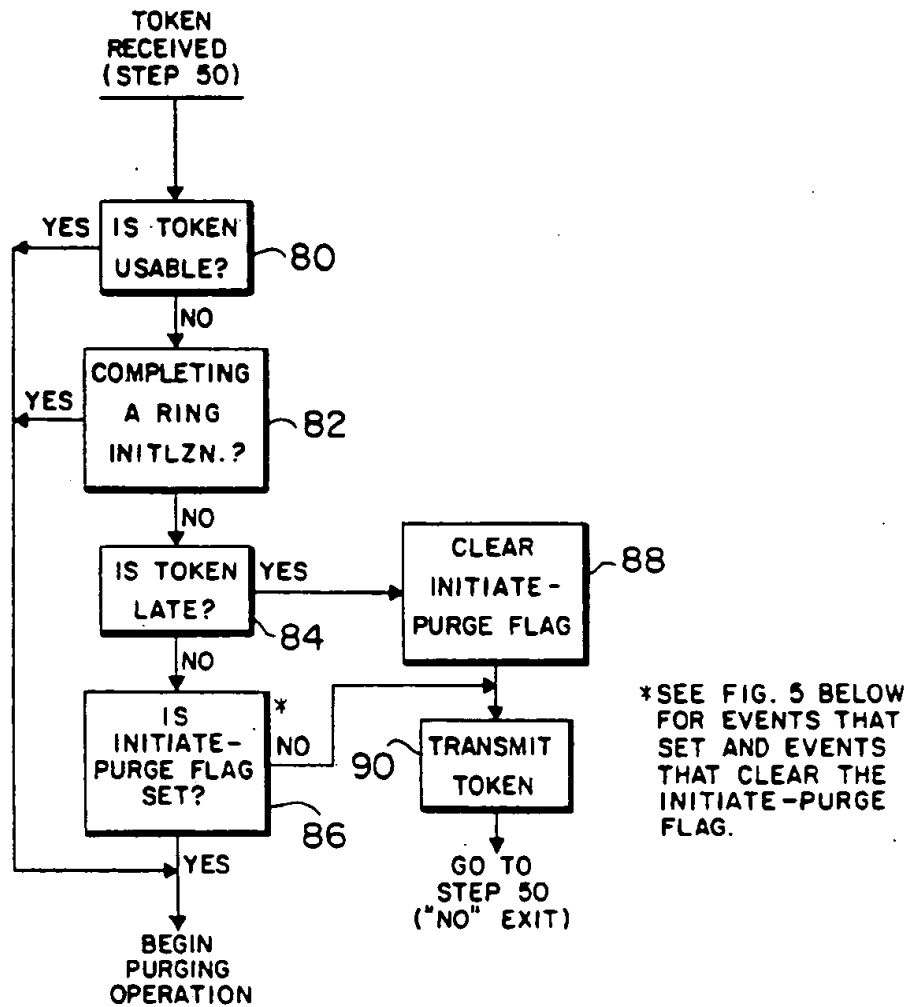 TOKEN
RECEIVED
(STEP 50)
YES
IS TOKEN
USABLE?
80
NO
YES
COMPLETING
A RING
INITLZN.?
82
NO
IS TOKEN
LATE?
84
YES
CLEAR
INITIATE-
PURGE FLAG
88
NO
IS
INITIATE-
PURGE FLAG
SET?
*
NO
86
90
TRANSMIT
TOKEN
*SEE FIG. 5 BELOW
FOR EVENTS THAT
SET AND EVENTS
THAT CLEAR THE
INITIATE-PURGE
FLAG.
YES
GO TO
STEP 50
("NO" EXIT)
BEGIN
PURGING
OPERATION